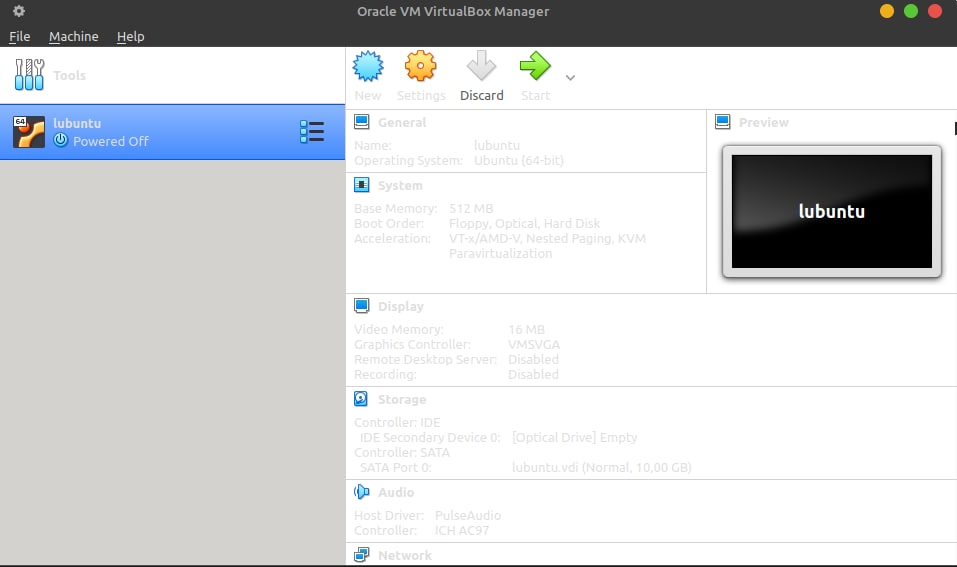 Oracle VM VirtualBox Manager
File Machine Help
Tools
New Settings Discard Start
64
lubuntu
Powered Off
General
Name: lubuntu
Operating System: Ubuntu (64-bit)
Preview
lubuntu
System
Base Memory: 512 MB
Boot Order: Floppy, Optical, Hard Disk
Acceleration: VT-x/AMD-V, Nested Paging, KVM
Paravirtualization
Display
Video Memory: 16 MB
Graphics Controller: VMSVGA
Remote Desktop Server: Disabled
Recording: Disabled
Storage
Controller: IDE
IDE Secondary Device 0: [Optical Drive] Empty
Controller: SATA
SATA Port 0: lubuntu.vdi (Normal, 10,00 GB)
Audio
Host Driver: PulseAudio
Controller: ICH AC97
Network